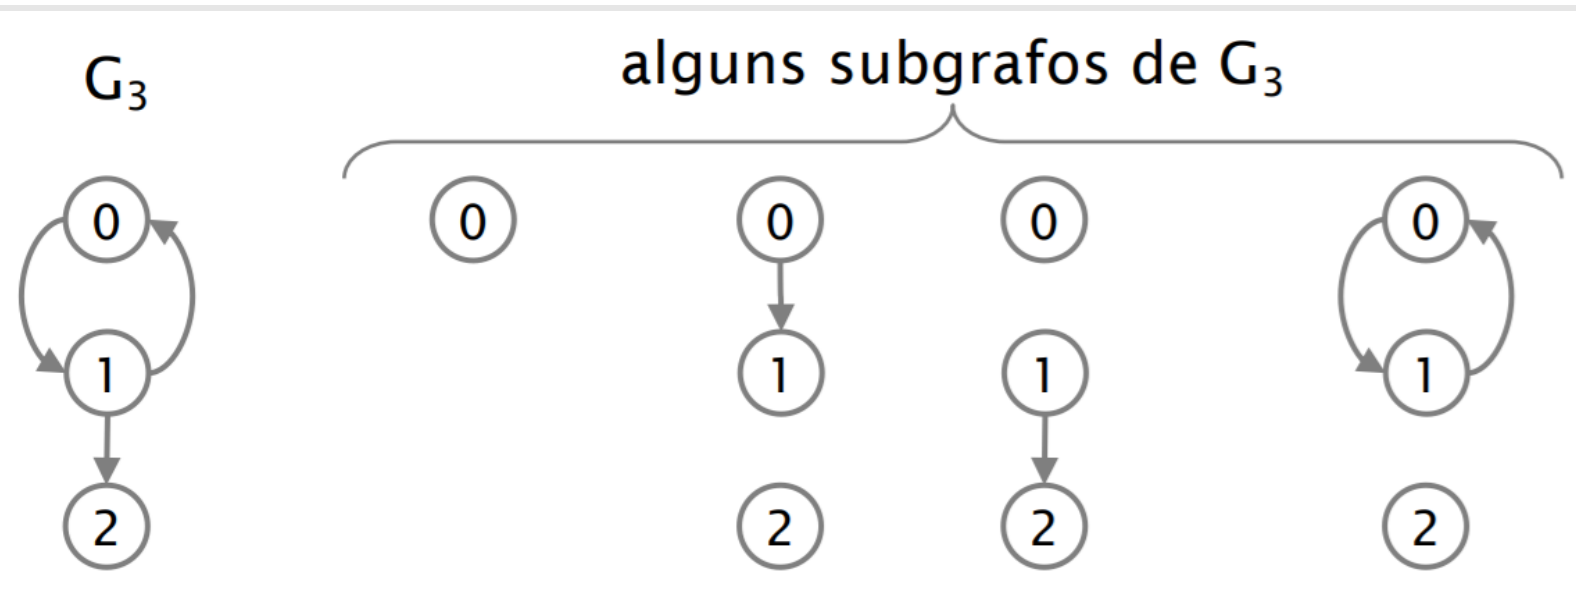 alguns subgrafos de G₃
G₃
0 0 0 0 0
1 1 1 1
2 2 2 2